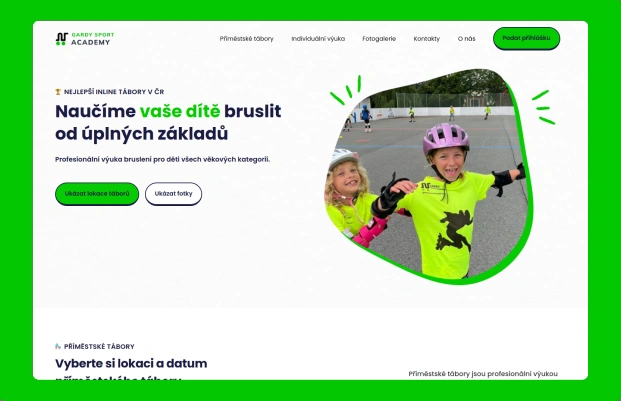 GARDY SPORT
ACADEMY
Příměstské tábory
Individuální výuka
Fotogalerie
Kontakty
O nás
Podat přihlášku
NEJLEPŠÍ INLINE TÁBORY V ČR
Naučíme vaše dítě bruslit
od úplných základů
Profesionální výuka bruslení pro děti všech věkových kategorií.
Ukázat lokace táborů
Ukázat fotky
PŘÍMĚSTSKÉ TÁBORY
Vyberte si lokaci a datum
příměstského tábora
Příměstské tábory jsou profesionální výukou